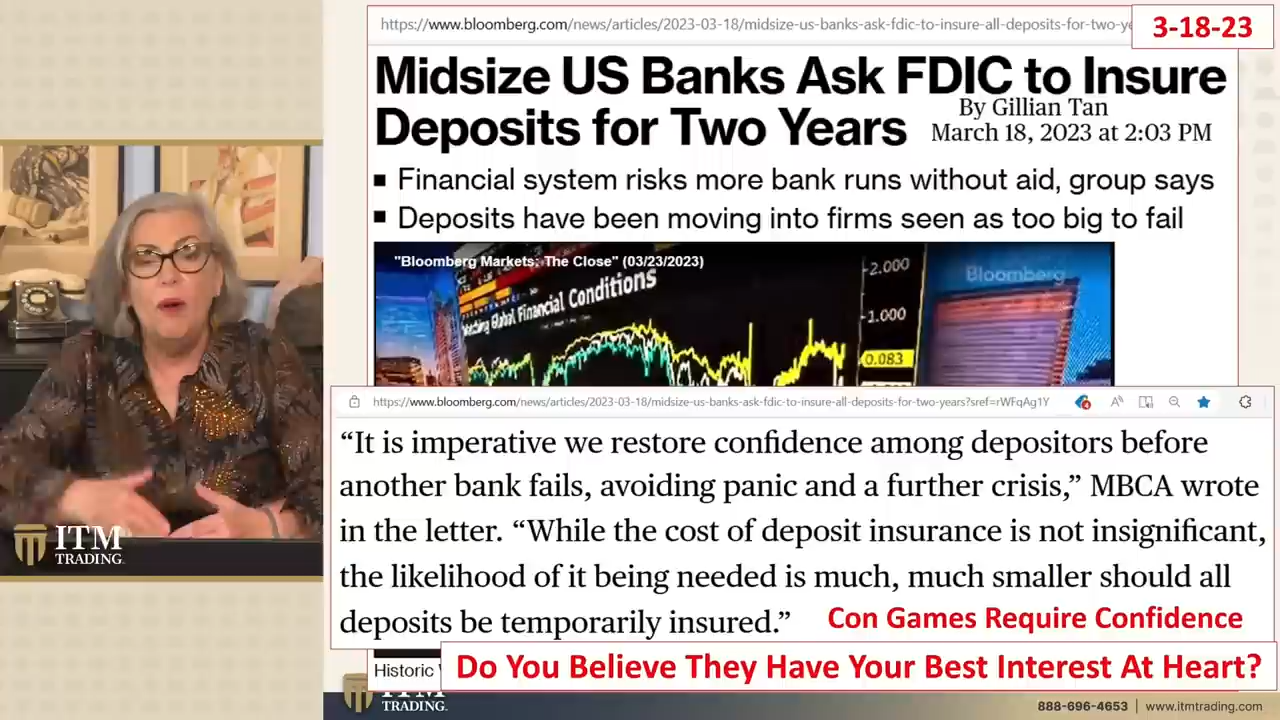 https://www.bloomberg.com/news/articles/2023-03-18/midsize-us-banks-ask-fdic-to-insure-all-deposits-for-two-ye
3-18-23
Midsize US Banks Ask FDIC to Insure
Deposits for Two Years
By Gillian Tan
March 18, 2023 at 2:03 PM
Financial system risks more bank runs without aid, group says
Deposits have been moving into firms seen as too big to fail
"Bloomberg Markets: The Close" (03/23/2023)
Global Financial Conditions
-2.000
-1.000
0.083
Bloomberg
https://www.bloomberg.com/news/articles/2023-03-18/midsize-us-banks-ask-fdic-to-insure-all-deposits-for-two-years?sref=rWFqAg1Y
“It is imperative we restore confidence among depositors before
another bank fails, avoiding panic and a further crisis,” MBCA wrote
in the letter. “While the cost of deposit insurance is not insignificant,
the likelihood of it being needed is much, much smaller should all
deposits be temporarily insured.”
Con Games Require Confidence
Historic
Do You Believe They Have Your Best Interest At Heart?
ITM
TRADING.
ITM
TRADING.
888-696-4653 | www.itmtrading.com